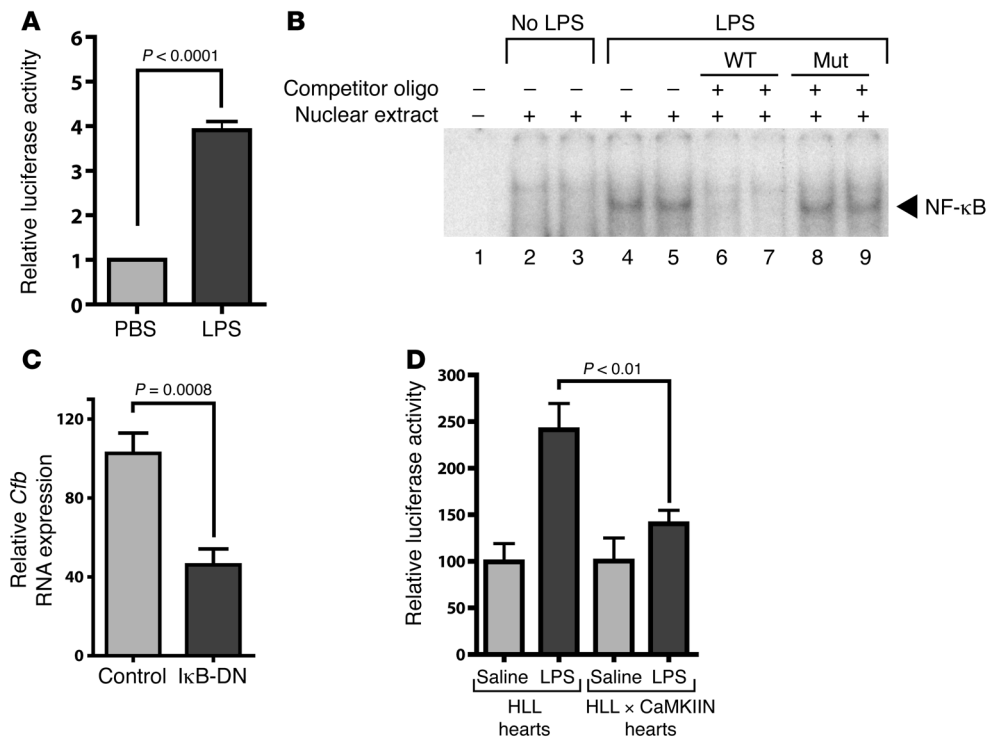 A
Relative luciferase activity
6
5
4
3
2
1
0
P < 0.0001
PBS LPS
B
No LPS LPS
WT Mut
Competitor oligo – – – – – + + + +
Nuclear extract – + + + + + + + +
NF-κB
1 2 3 4 5 6 7 8 9
C
Relative Cfb
RNA expression
P = 0.0008
120
80
40
0
Control IκB-DN
D
Relative luciferase activity
P < 0.01
300
250
200
150
100
50
0
Saline LPS Saline LPS
HLL HLL × CaMKIIN
hearts hearts